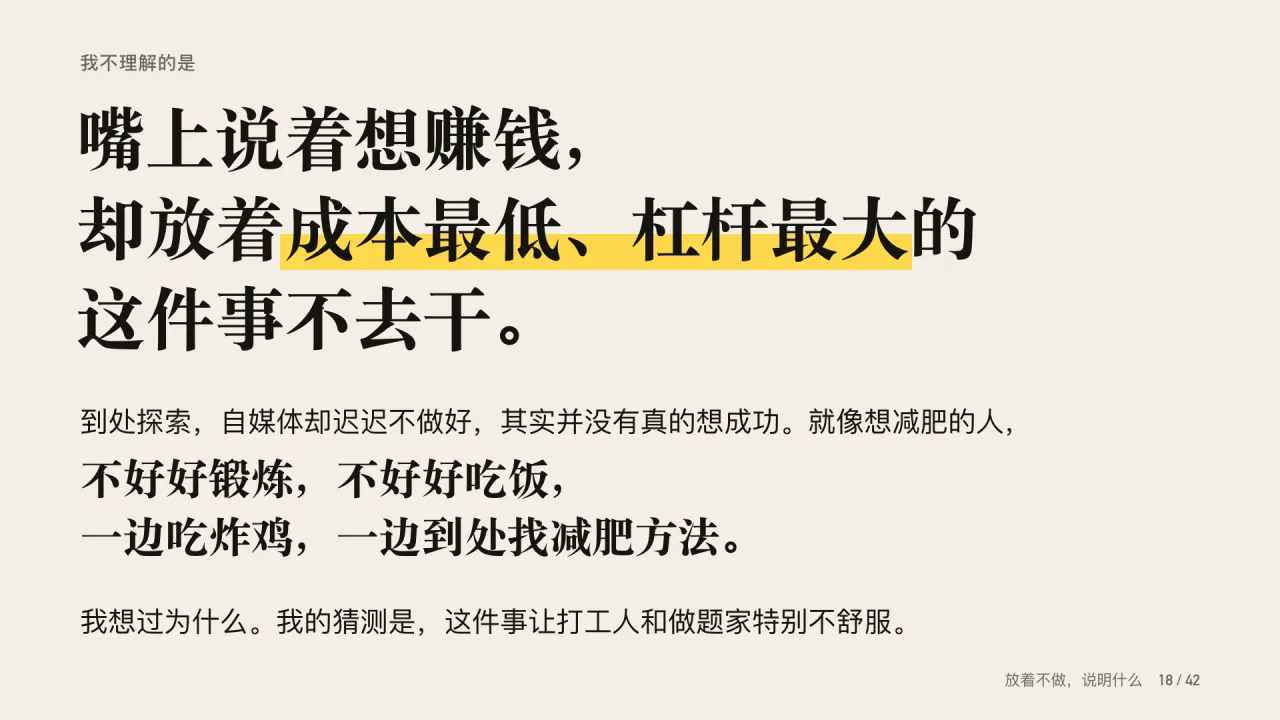 我不理解的是
嘴上说着想赚钱，
却放着成本最低、杠杆最大的
这件事不去干。
到处探索，自媒体却迟迟不做好，其实并没有真的想成功。就像想减肥的人，
不好好锻炼，不好好吃饭，
一边吃炸鸡，一边到处找减肥方法。
我想过为什么。我的猜测是，这件事让打工人和做题家特别不舒服。
放着不做，说明什么 18 / 42